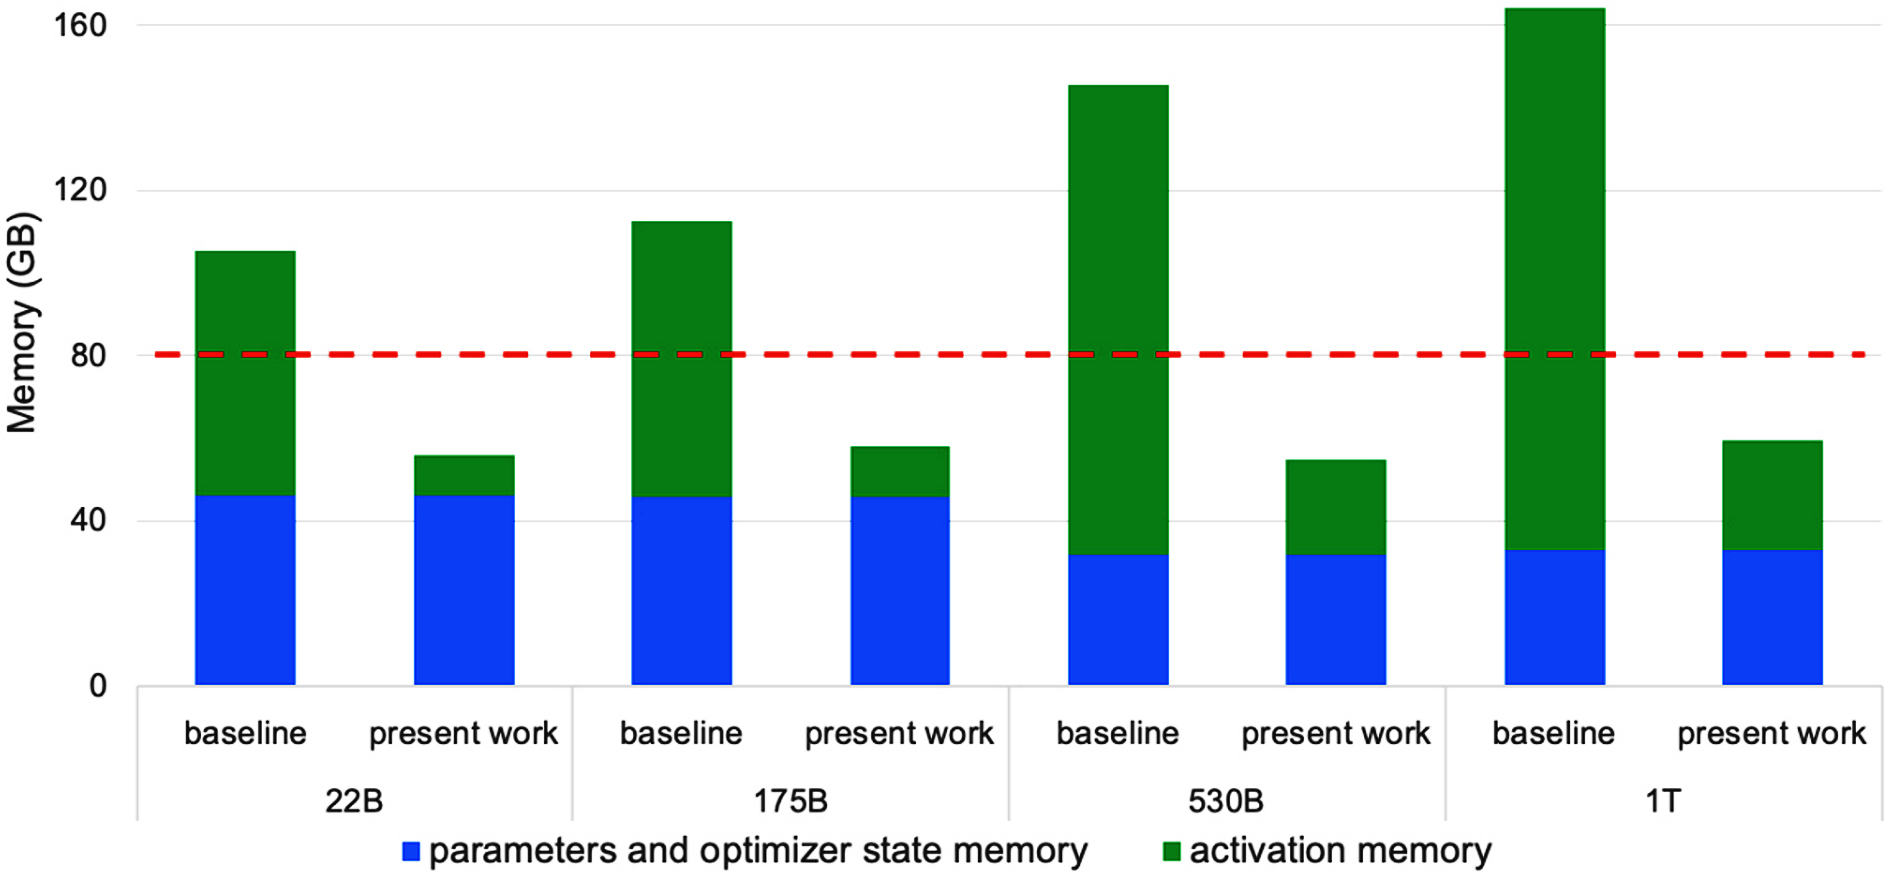 Memory (GB)
160
120
80
40
0
baseline present work baseline present work baseline present work baseline present work
22B 175B 530B 1T
parameters and optimizer state memory activation memory